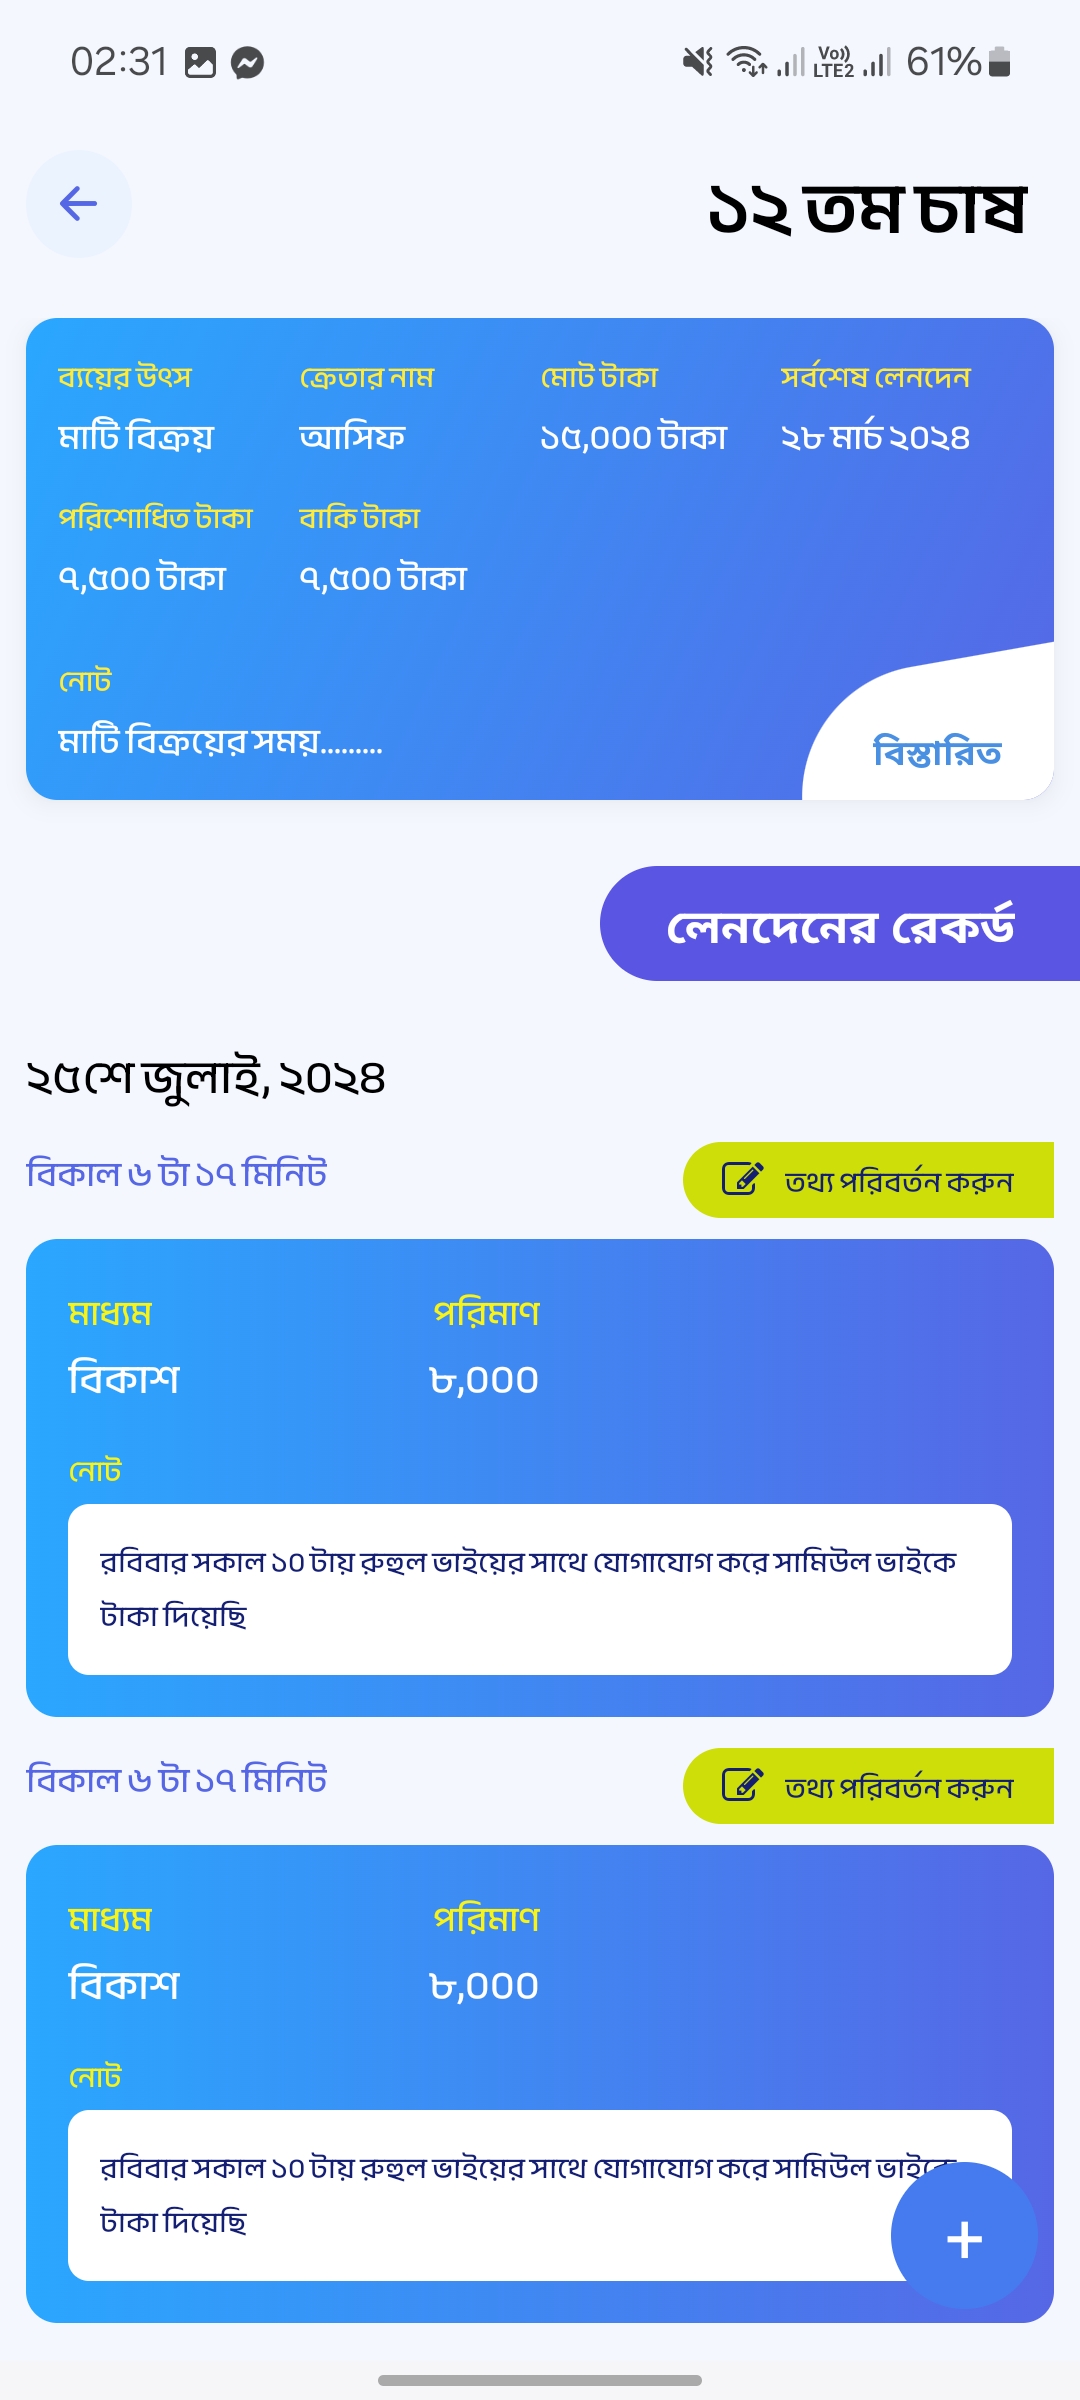 02:31 Vo)) LTE2 61%
১২ তম চাষ
ব্যয়ের উৎস ক্রেতার নাম মোট টাকা সর্বশেষ লেনদেন
মাটি বিক্রয় আসিফ ১৫,০০০ টাকা ২৮ মার্চ ২০২৪
পরিশোধিত টাকা বাকি টাকা
৭,৫০০ টাকা ৭,৫০০ টাকা
নোট
মাটি বিক্রয়ের সময়.........
বিস্তারিত
লেনদেনের রেকর্ড
২৫শে জুলাই, ২০২৪
বিকাল ৬ টা ১৭ মিনিট তথ্য পরিবর্তন করুন
মাধ্যম পরিমাণ
বিকাশ ৮,০০০
নোট
রবিবার সকাল ১০ টায় রুহুল ভাইয়ের সাথে যোগাযোগ করে সামিউল ভাইকে
টাকা দিয়েছি
বিকাল ৬ টা ১৭ মিনিট তথ্য পরিবর্তন করুন
মাধ্যম পরিমাণ
বিকাশ ৮,০০০
নোট
রবিবার সকাল ১০ টায় রুহুল ভাইয়ের সাথে যোগাযোগ করে সামিউল ভাইকে
টাকা দিয়েছি
+